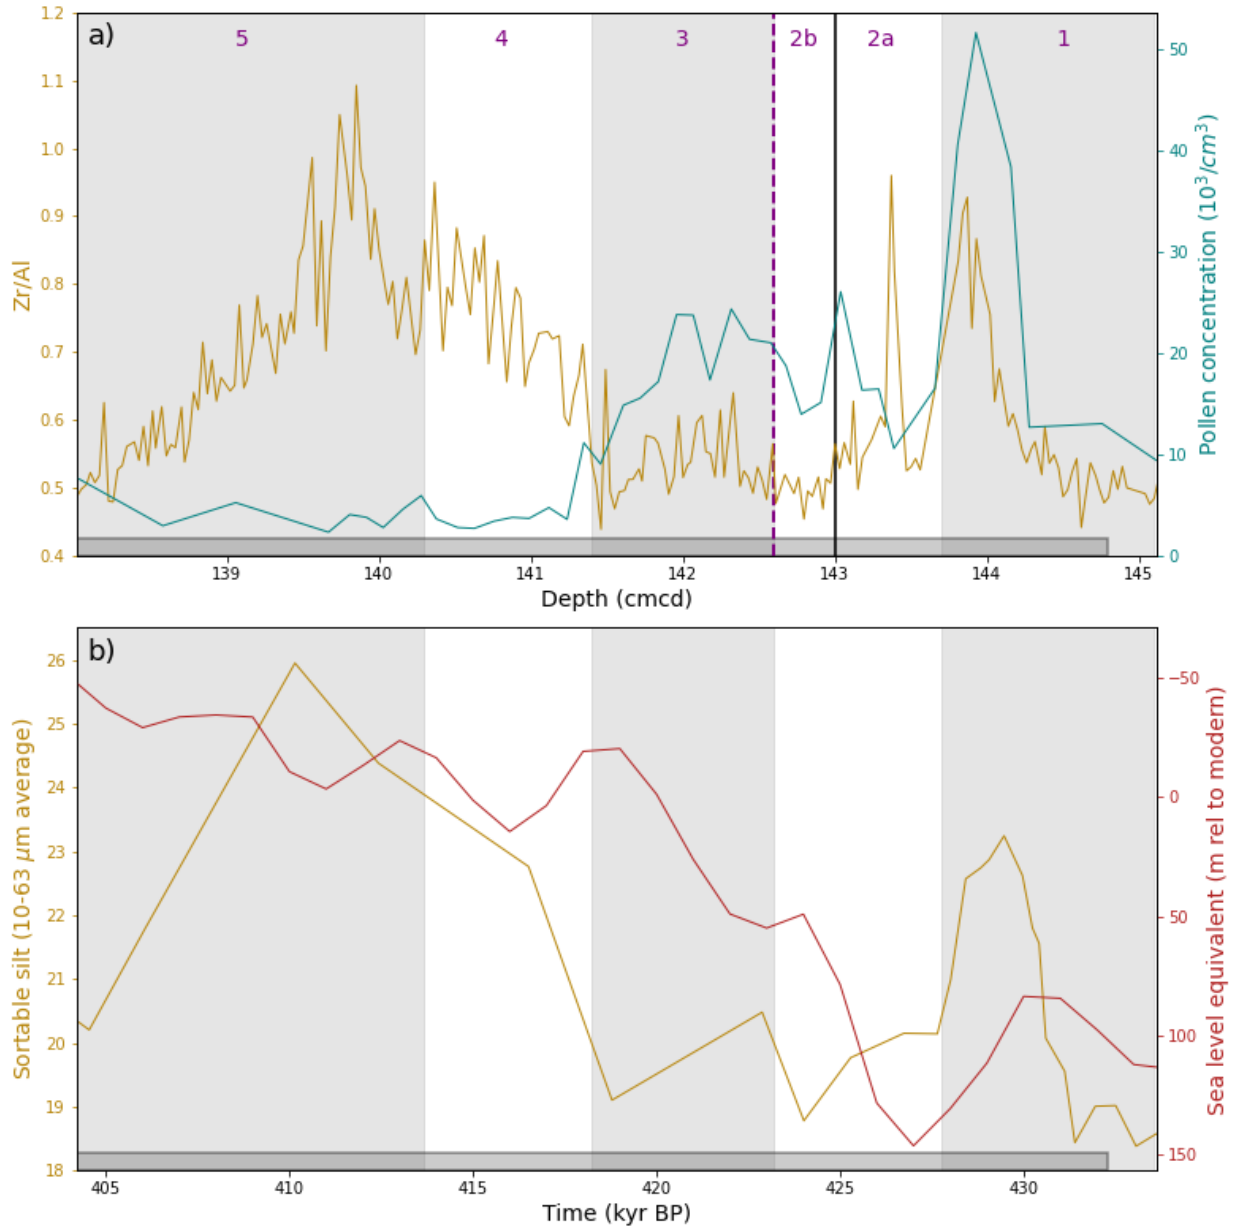 a)
5 4 3 2b 2a 1
1.2
1.1
1.0
0.9
0.8
0.7
0.6
0.5
0.4
Zr/Al
50
40
30
20
10
0
Pollen concentration (10³/cm³)
139 140 141 142 143 144 145
Depth (cmcd)
b)
26
25
24
23
22
21
20
19
18
Sortable silt (10-63 μm average)
−50
0
50
100
150
Sea level equivalent (m rel to modern)
405 410 415 420 425 430
Time (kyr BP)